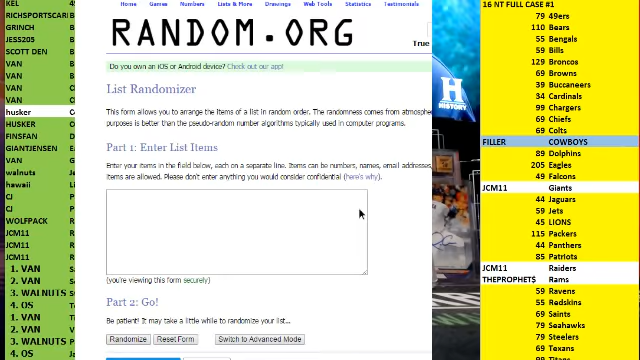 KEL
RICHSPORTSCARI
GRINCH
JESS205
SCOTT DEN
VAN
VAN
VAN
husker
HUSKER
FINSFAN
GIANTJENSEN
VAN
walnuts
hawaii
CJ
CJ
WOLFPACK
JCM11
JCM11
JCM11
1. VAN
2. VAN
3. WALNUTS
4. OS
2. VAN
3. WALNUTS
4. OS
Home Games Numbers Lists & More Drawings Web Tools Statistics Testimonials
RANDOM.ORG
True
Do you own an iOS or Android device? Check out our app!
List Randomizer
This form allows you to arrange the items of a list in random order. The randomness comes from atmospher
purposes is better than the pseudo-random number algorithms typically used in computer programs.
Part 1: Enter List Items
Enter your items in the field below, each on a separate line. Items can be numbers, names, email addresses,
items are allowed. Please don't enter anything you would consider confidential (here's why).
(you're viewing this form securely)
Part 2: Go!
Be patient! It may take a little while to randomize your list...
Randomize Reset Form Switch to Advanced Mode
HISTORY
16 NT FULL CASE #1
79 49ers
110 Bears
55 Bengals
59 Bills
129 Broncos
69 Browns
39 Buccaneers
34 Cardinals
99 Chargers
69 Chiefs
69 Colts
FILLER COWBOYS
89 Dolphins
205 Eagles
49 Falcons
JCM11 Giants
44 Jaguars
59 Jets
45 LIONS
115 Packers
44 Panthers
85 Patriots
JCM11 Raiders
THEPROPHET$ Rams
59 Ravens
55 Redskins
69 Saints
79 Seahawks
79 Steelers
69 Texans
99 Titans